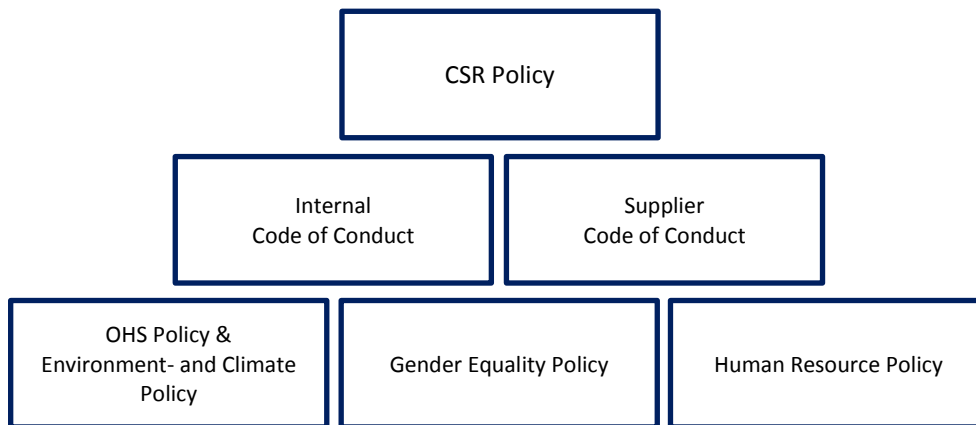 CSR Policy
Internal
Code of Conduct
Supplier
Code of Conduct
OHS Policy &
Environment- and Climate
Policy
Gender Equality Policy
Human Resource Policy